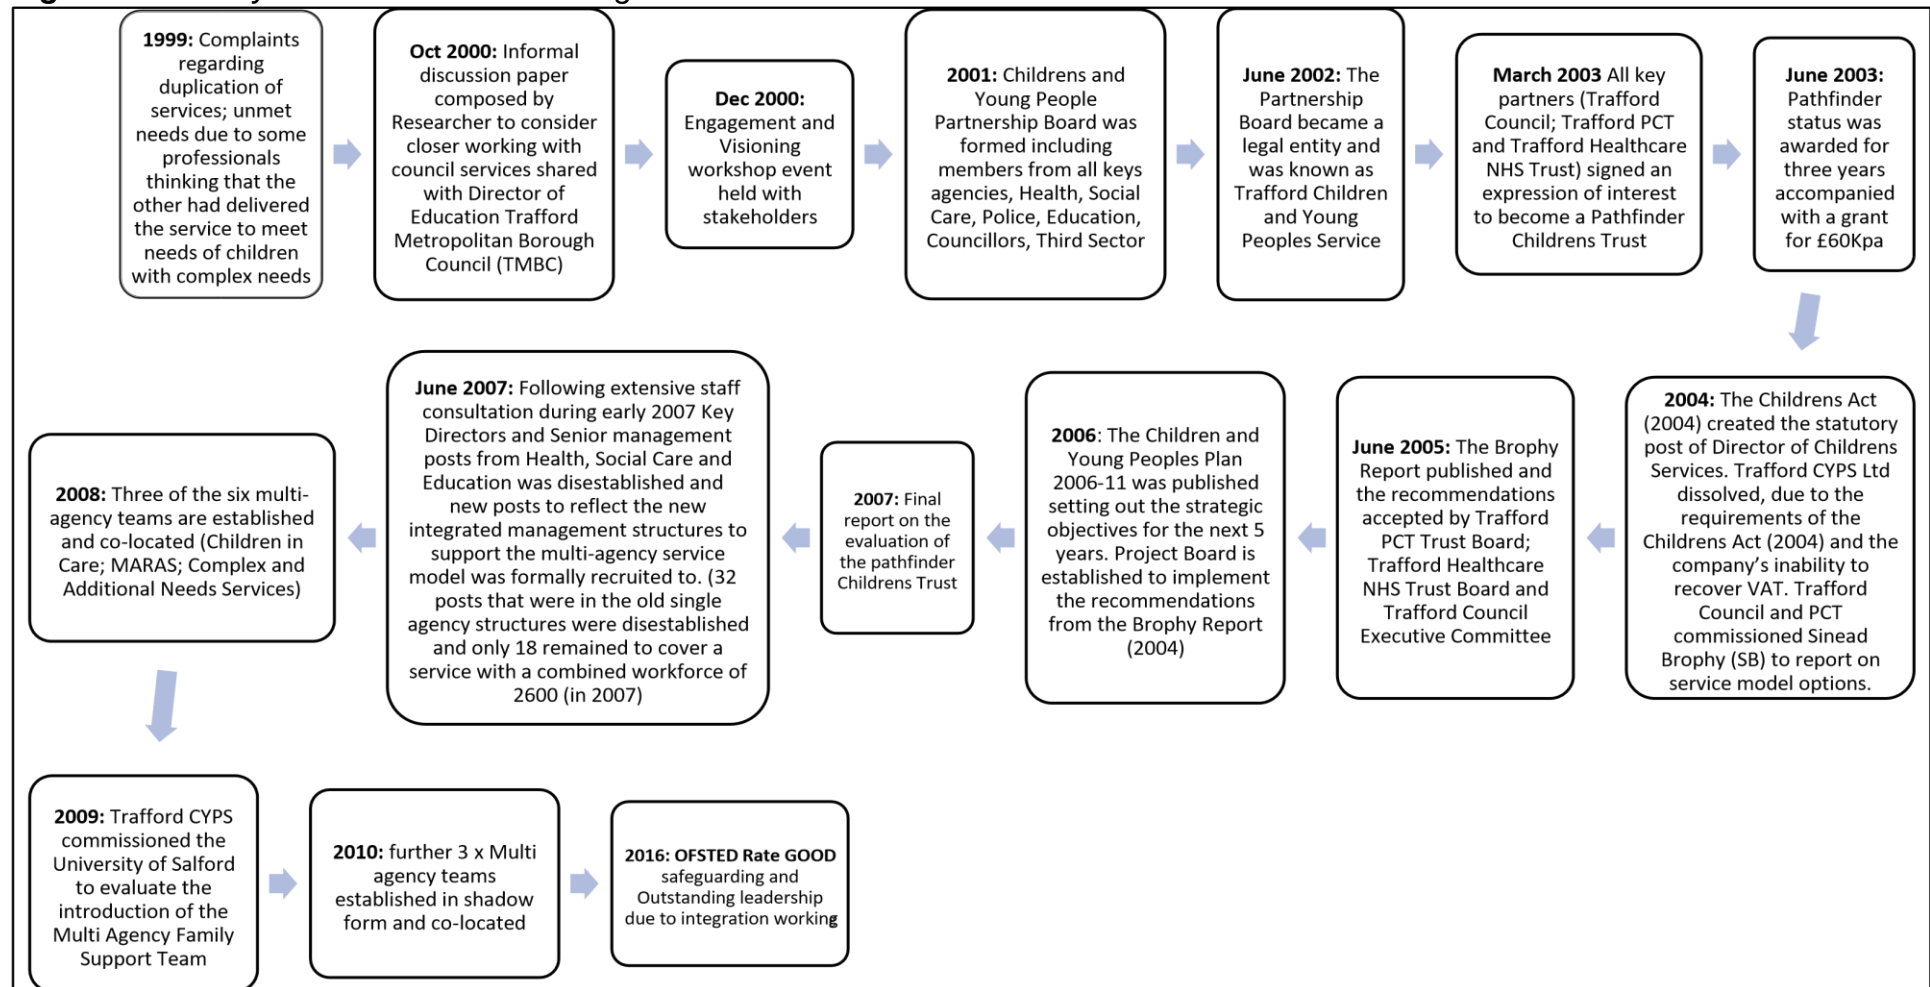 1999: Complaints
regarding
duplication of
services; unmet
needs due to some
professionals
thinking that the
other had delivered
the service to meet
needs of children
with complex needs
Oct 2000: Informal
discussion paper
composed by
Researcher to consider
closer working with
council services shared
with Director of
Education Trafford
Metropolitan Borough
Council (TMBC)
Dec 2000:
Engagement and
Visioning
workshop event
held with
stakeholders
2001: Childrens and
Young People
Partnership Board was
formed including
members from all keys
agencies, Health, Social
Care, Police, Education,
Councillors, Third Sector
June 2002: The
Partnership
Board became a
legal entity and
was known as
Trafford Children
and Young
Peoples Service
March 2003 All key
partners (Trafford
Council; Trafford PCT
and Trafford Healthcare
NHS Trust) signed an
expression of interest
to become a Pathfinder
Childrens Trust
June 2003:
Pathfinder
status was
awarded for
three years
accompanied
with a grant
for £60Kpa
2004: The Childrens Act
(2004) created the statutory
post of Director of Childrens
Services. Trafford CYPS Ltd
dissolved, due to the
requirements of the
Childrens Act (2004) and the
company’s inability to
recover VAT. Trafford
Council and PCT
commissioned Sinead
Brophy (SB) to report on
service model options.
June 2005: The Brophy
Report published and
the recommendations
accepted by Trafford
PCT Trust Board;
Trafford Healthcare
NHS Trust Board and
Trafford Council
Executive Committee
2006: The Children and
Young Peoples Plan
2006-11 was published
setting out the strategic
objectives for the next 5
years. Project Board is
established to implement
the recommendations
from the Brophy Report
(2004)
2007: Final
report on the
evaluation of
the pathfinder
Childrens Trust
June 2007: Following extensive staff
consultation during early 2007 Key
Directors and Senior management
posts from Health, Social Care and
Education was disestablished and
new posts to reflect the new
integrated management structures to
support the multi-agency service
model was formally recruited to. (32
posts that were in the old single
agency structures were disestablished
and only 18 remained to cover a
service with a combined workforce of
2600 (in 2007)
2008: Three of the six multi-
agency teams are established
and co-located (Children in
Care; MARAS; Complex and
Additional Needs Services)
2009: Trafford CYPS
commissioned the
University of Salford
to evaluate the
introduction of the
Multi Agency Family
Support Team
2010: further 3 x Multi
agency teams
established in shadow
form and co-located
2016: OFSTED Rate GOOD
safeguarding and
Outstanding leadership
due to integration working